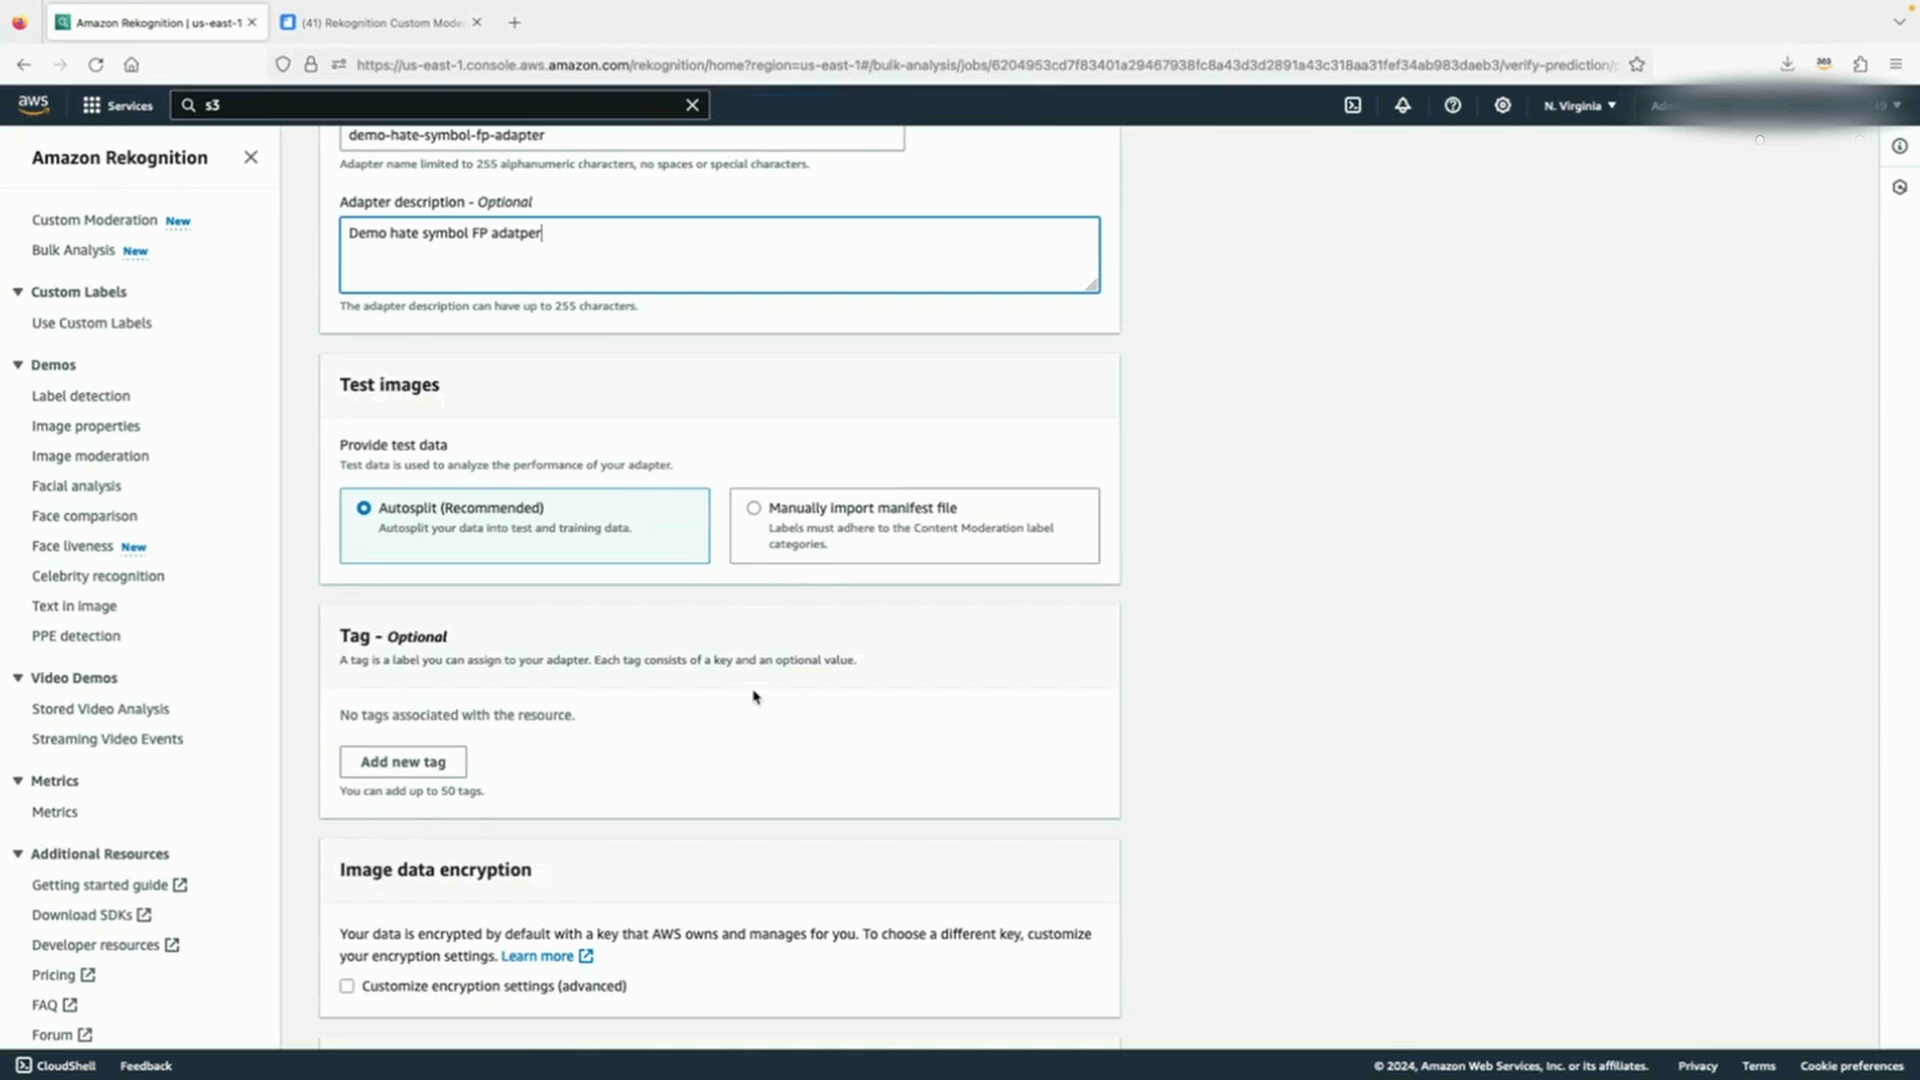 Amazon Rekognition | us-east-1
(41) Rekognition Custom Mode
https://us-east-1.console.aws.amazon.com/rekognition/home?region=us-east-1#/bulk-analysis/jobs/6204953cd7f83401a29467938fc8a43d3d2891a43c318aa31fef34ab983daeb3/verify-prediction/
aws
Services
s3
N. Virginia
Amazon Rekognition
Custom Moderation New
Bulk Analysis New
Custom Labels
Use Custom Labels
Demos
Label detection
Image properties
Image moderation
Facial analysis
Face comparison
Face liveness New
Celebrity recognition
Text in image
PPE detection
Video Demos
Stored Video Analysis
Streaming Video Events
Metrics
Metrics
Additional Resources
Getting started guide
Download SDKs
Developer resources
Pricing
FAQ
Forum
demo-hate-symbol-fp-adapter
Adapter name limited to 255 alphanumeric characters, no spaces or special characters.
Adapter description - Optional
Demo hate symbol FP adatper
The adapter description can have up to 255 characters.
Test images
Provide test data
Test data is used to analyze the performance of your adapter.
Autosplit (Recommended)
Autosplit your data into test and training data.
Manually import manifest file
Labels must adhere to the Content Moderation label
categories.
Tag - Optional
A tag is a label you can assign to your adapter. Each tag consists of a key and an optional value.
No tags associated with the resource.
Add new tag
You can add up to 50 tags.
Image data encryption
Your data is encrypted by default with a key that AWS owns and manages for you. To choose a different key, customize
your encryption settings. Learn more
Customize encryption settings (advanced)
CloudShell
Feedback
© 2024, Amazon Web Services, Inc. or its affiliates.
Privacy
Terms
Cookie preferences